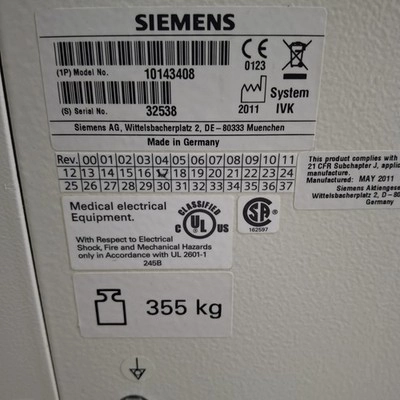 SIEMENS
(1P) Model No. 10143408
CE 0123
(S) Serial No. 32538
2011
System IVK
Siemens AG, Wittelsbacherplatz 2, DE-80333 Muenchen
Made in Germany
Rev. 00 01 02 03 04 05 06 07 08 09 10 11
12 13 14 15 16 18 19 20 21 22 23 24
25 26 27 28 29 30 31 32 33 34 35 36 37
This product complies with
21 CFR Subchapter J, applic
manufacture.
Manufactured: MAY 2011
Siemens Aktienges
Wittelsbacherplatz 2, D-80
Germany
Medical electrical
Equipment.
CLASSIFIED
C UL US
SA
182597
With Respect to Electrical
Shock, Fire and Mechanical Hazards
only in Accordance with UL 2601-1
245B
355 kg